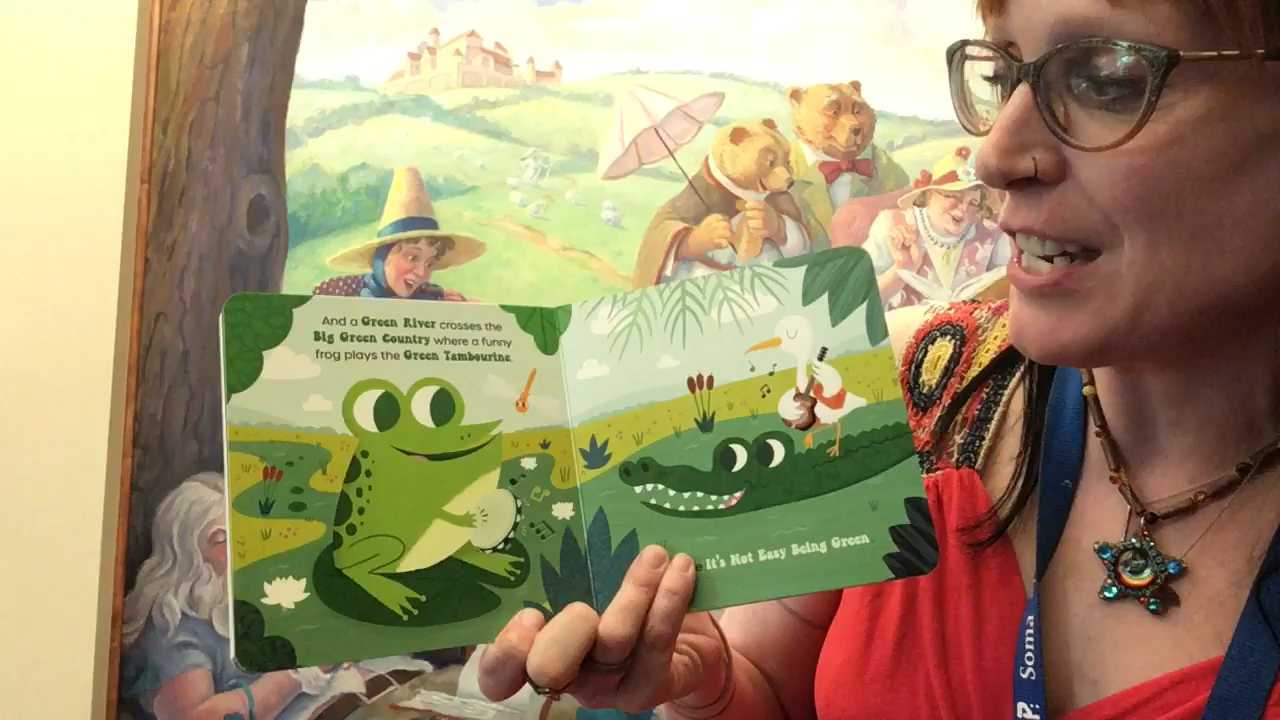 And a Green River crosses the
Big Green Country where a funny
frog plays the Green Tambourine.
It's Not Easy Being Green
P: Soma